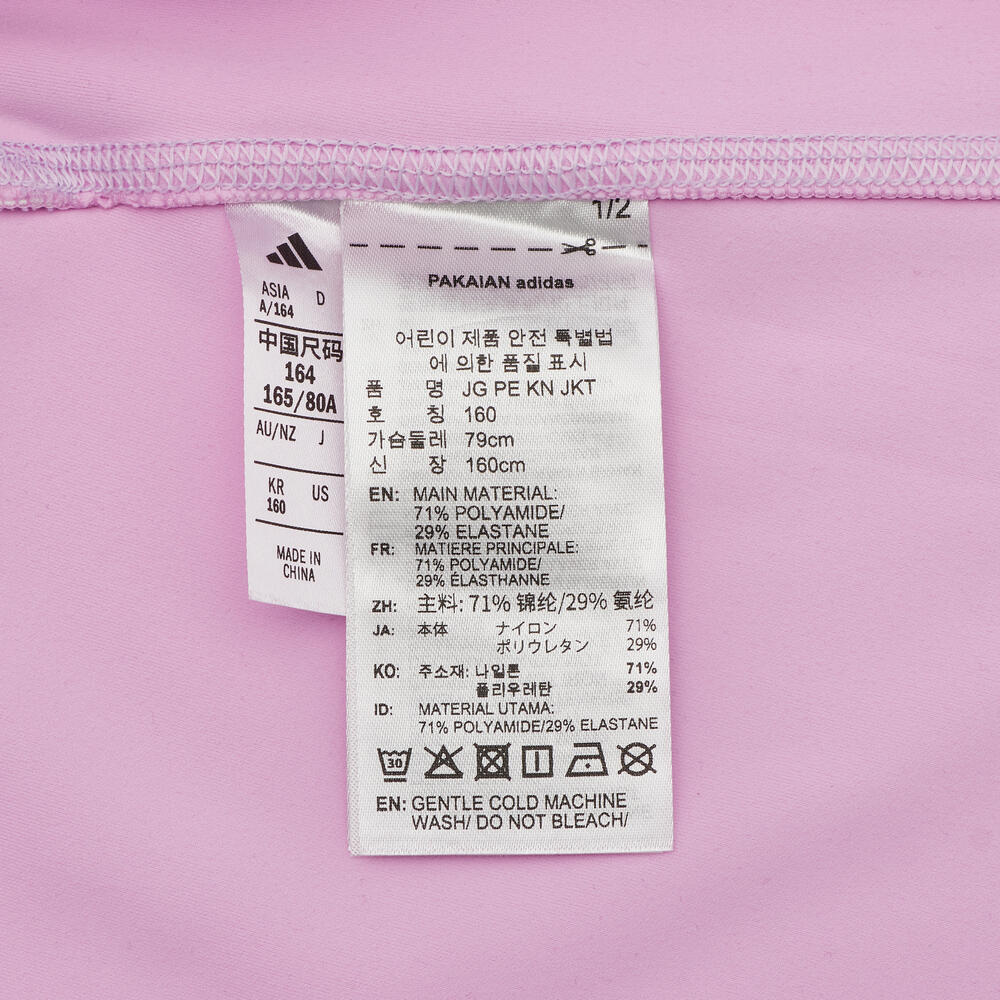 ASIA D
A/164
中国尺码
164
165/80A
AU/NZ J
KR US
160
MADE IN
CHINA
1/2
PAKAIAN adidas
어린이 제품 안전 특별법
에 의한 품질 표시
품 명 JG PE KN JKT
호 칭 160
가슴둘레 79cm
신 장 160cm
EN: MAIN MATERIAL:
71% POLYAMIDE/
29% ELASTANE
FR: MATIERE PRINCIPALE:
71% POLYAMIDE/
29% ÉLASTHANNE
ZH: 主料: 71% 锦纶/29% 氨纶
JA: 本体 ナイロン 71%
ポリウレタン 29%
KO: 주소재: 나일론 71%
폴리우레탄 29%
ID: MATERIAL UTAMA:
71% POLYAMIDE/29% ELASTANE
30
EN: GENTLE COLD MACHINE
WASH/ DO NOT BLEACH/